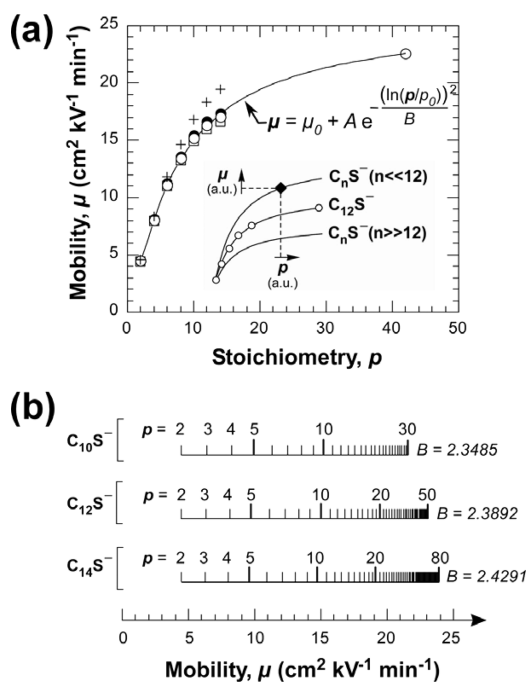 (a)
Mobility, μ (cm² kV⁻¹ min⁻¹)
25
20
15
10
5
0
μ = μ₀ + A e^-(ln(p/p₀))²/B
μ
(a.u.)
CₙS⁻(n<<12)
C₁₂S⁻
CₙS⁻(n>>12)
p
(a.u.)
0 10 20 30 40 50
Stoichiometry, p
(b)
C₁₀S⁻ p = 2 3 4 5 10 30
B = 2.3485
C₁₂S⁻ p = 2 3 4 5 10 20 50
B = 2.3892
C₁₄S⁻ p = 2 3 4 5 10 20 80
B = 2.4291
0 5 10 15 20 25
Mobility, μ (cm² kV⁻¹ min⁻¹)